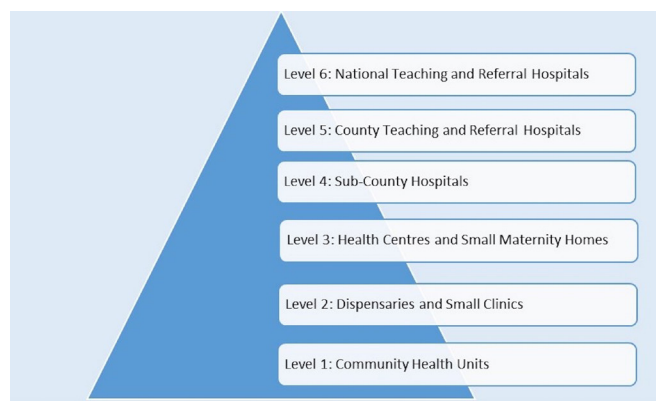 Level 6: National Teaching and Referral Hospitals
Level 5: County Teaching and Referral Hospitals
Level 4: Sub-County Hospitals
Level 3: Health Centres and Small Maternity Homes
Level 2: Dispensaries and Small Clinics
Level 1: Community Health Units